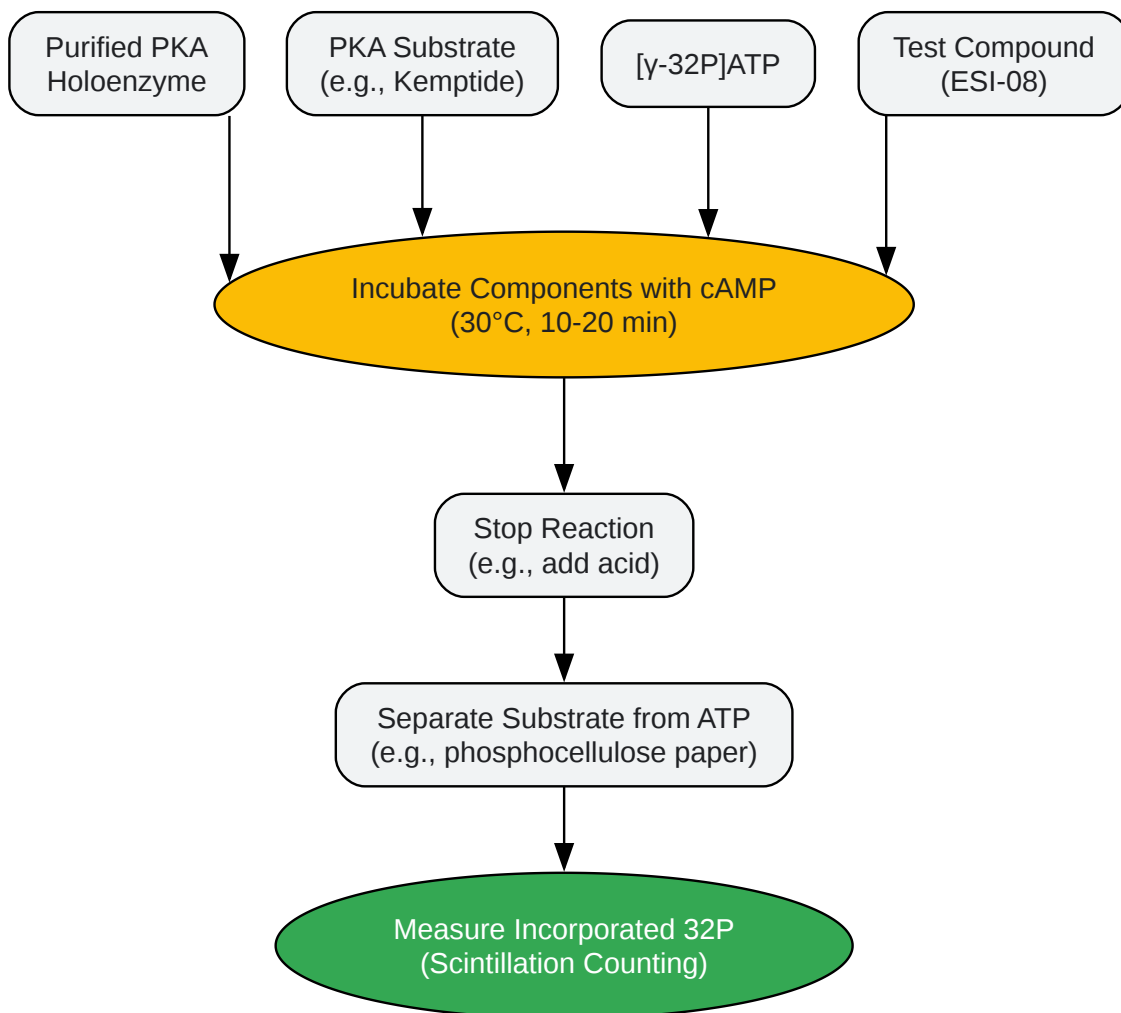 Purified PKA
Holoenzyme
PKA Substrate
(e.g., Kemptide)
[γ-32P]ATP
Test Compound
(ESI-08)
Incubate Components with cAMP
(30°C, 10-20 min)
Stop Reaction
(e.g., add acid)
Separate Substrate from ATP
(e.g., phosphocellulose paper)
Measure Incorporated 32P
(Scintillation Counting)